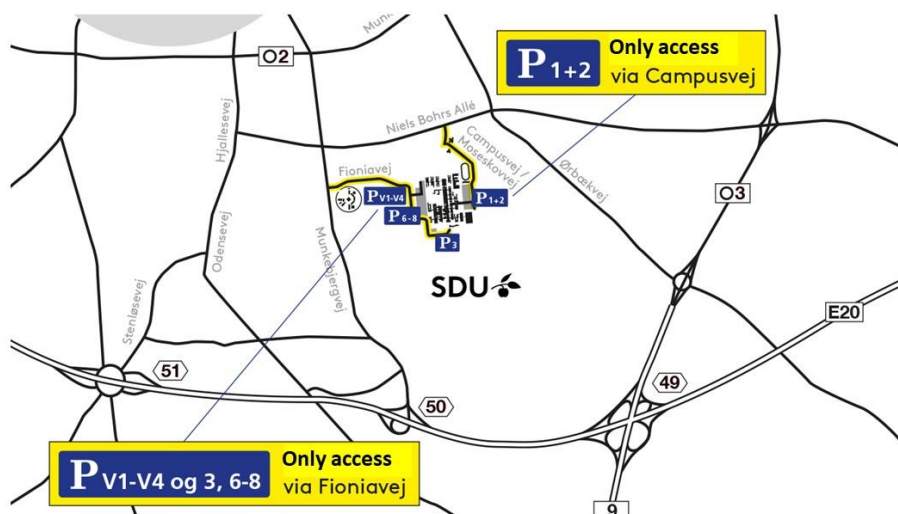 Munke
O2
P 1+2 Only access
via Campusvej
Hjallesevej
Niels Bohrs Allé
Campusvej /
Moseskovvej
Ørbækvej
Fioniavej
P V1-V4
P 1+2
P 6-8
P 3
O3
Odensevej
Munkebjergvej
Stenløsevej
SDU
E20
51
50
49
P V1-V4 og 3, 6-8 Only access
via Fioniavej
9